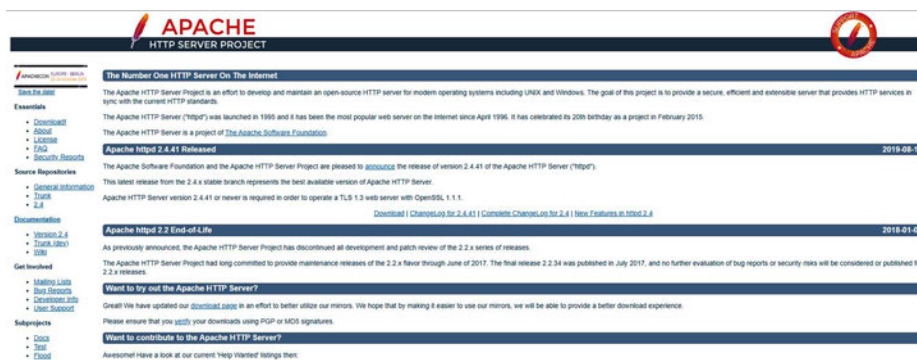 APACHE
HTTP SERVER PROJECT
SUPPORT
APACHE
APACHECON
EUROPE BERLIN
Save the date!
Essentials
Download!
About
License
FAQ
Security Reports
Source Repositories
General Information
Trunk
2.4
Documentation
Version 2.4
Trunk (dev)
Wiki
Get Involved
Mailing Lists
Bug Reports
Developer Info
User Support
Subprojects
Docs
Test
Flood
The Number One HTTP Server On The Internet
The Apache HTTP Server Project is an effort to develop and maintain an open-source HTTP server for modern operating systems including UNIX and Windows. The goal of this project is to provide a secure, efficient and extensible server that provides HTTP services in
sync with the current HTTP standards.
The Apache HTTP Server ("httpd") was launched in 1995 and it has been the most popular web server on the Internet since April 1996. It has celebrated its 20th birthday as a project in February 2015.
The Apache HTTP Server is a project of The Apache Software Foundation.
Apache httpd 2.4.41 Released 2019-08-1
The Apache Software Foundation and the Apache HTTP Server Project are pleased to announce the release of version 2.4.41 of the Apache HTTP Server ("httpd").
This latest release from the 2.4.x stable branch represents the best available version of Apache HTTP Server.
Apache HTTP Server version 2.4.41 or newer is required in order to operate a TLS 1.3 web server with OpenSSL 1.1.1.
Download | ChangeLog for 2.4.41 | Complete ChangeLog for 2.4 | New Features in httpd 2.4
Apache httpd 2.2 End-of-Life 2018-01-0
As previously announced, the Apache HTTP Server Project has discontinued all development and patch review of the 2.2.x series of releases.
The Apache HTTP Server Project had long committed to provide maintenance releases of the 2.2.x flavor through June of 2017. The final release 2.2.34 was published in July 2017, and no further evaluation of bug reports or security risks will be considered or published f
2.2.x releases.
Want to try out the Apache HTTP Server?
Great! We have updated our download page in an effort to better utilize our mirrors. We hope that by making it easier to use our mirrors, we will be able to provide a better download experience.
Please ensure that you verify your downloads using PGP or MD5 signatures.
Want to contribute to the Apache HTTP Server?
Awesome! Have a look at our current 'Help Wanted' listings then: